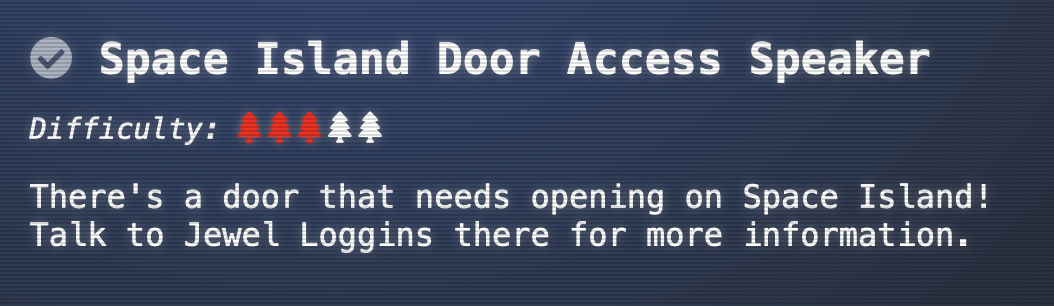 Space Island Door Access Speaker
Difficulty:
There's a door that needs opening on Space Island!
Talk to Jewel Loggins there for more information.